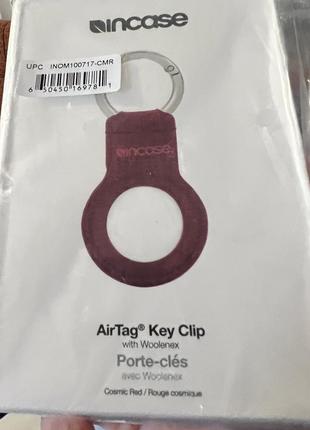 incase
UPC INOM100717-CMR
6 50450 16978 1
incase
AirTag® Key Clip
with Woolenex
Porte-clés
avec Woolenex
Cosmic Red / Rouge cosmique